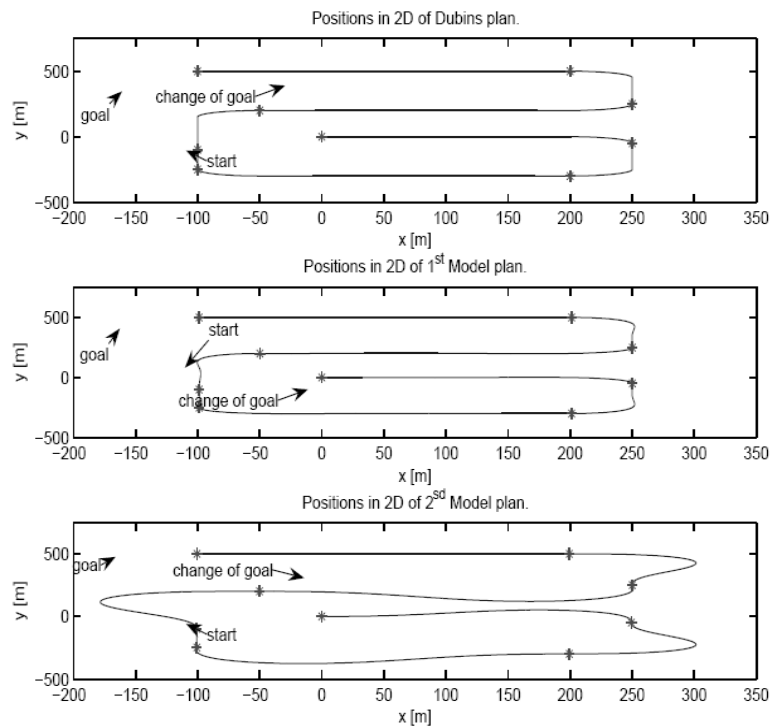 Positions in 2D of Dubins plan.
y [m]
500
0
−500
goal
change of goal
start
−200 −150 −100 −50 0 50 100 150 200 250 300 350
x [m]
Positions in 2D of 1st Model plan.
y [m]
500
0
−500
goal
start
change of goal
−200 −150 −100 −50 0 50 100 150 200 250 300 350
x [m]
Positions in 2D of 2sd Model plan.
y [m]
500
0
−500
goal
change of goal
start
−200 −150 −100 −50 0 50 100 150 200 250 300 350
x [m]